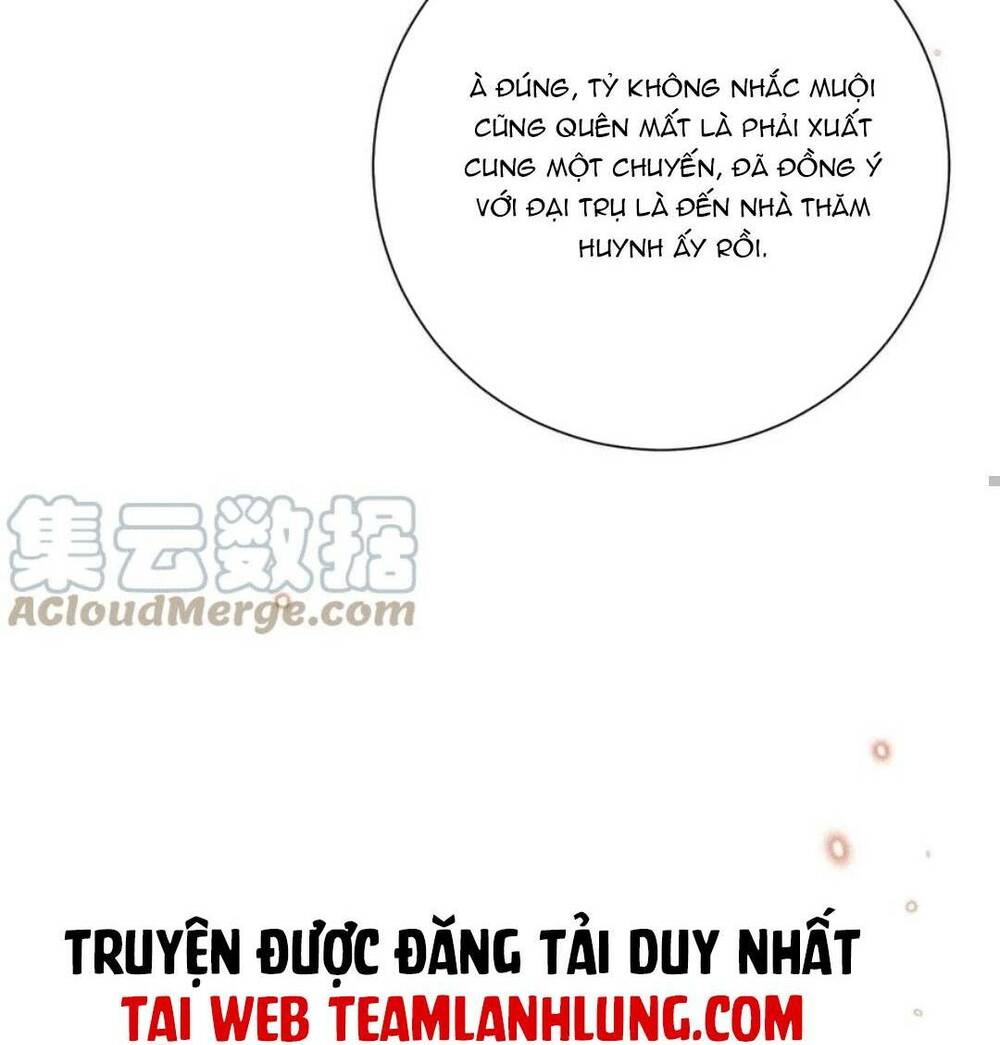 À ĐÚNG, TỶ KHÔNG NHẮC MUỘI
CŨNG QUÊN MẤT LÀ PHẢI XUẤT
CUNG MỘT CHUYẾN, ĐÃ ĐỒNG Ý
VỚI ĐẠI TRỤ LÀ ĐẾN NHÀ THĂM
HUYNH ẤY RỒI.
集云数据
ACloudMerge.com
TRUYỆN ĐƯỢC ĐĂNG TẢI DUY NHẤT
TAI WEB TEAMLANHLUNG.COM